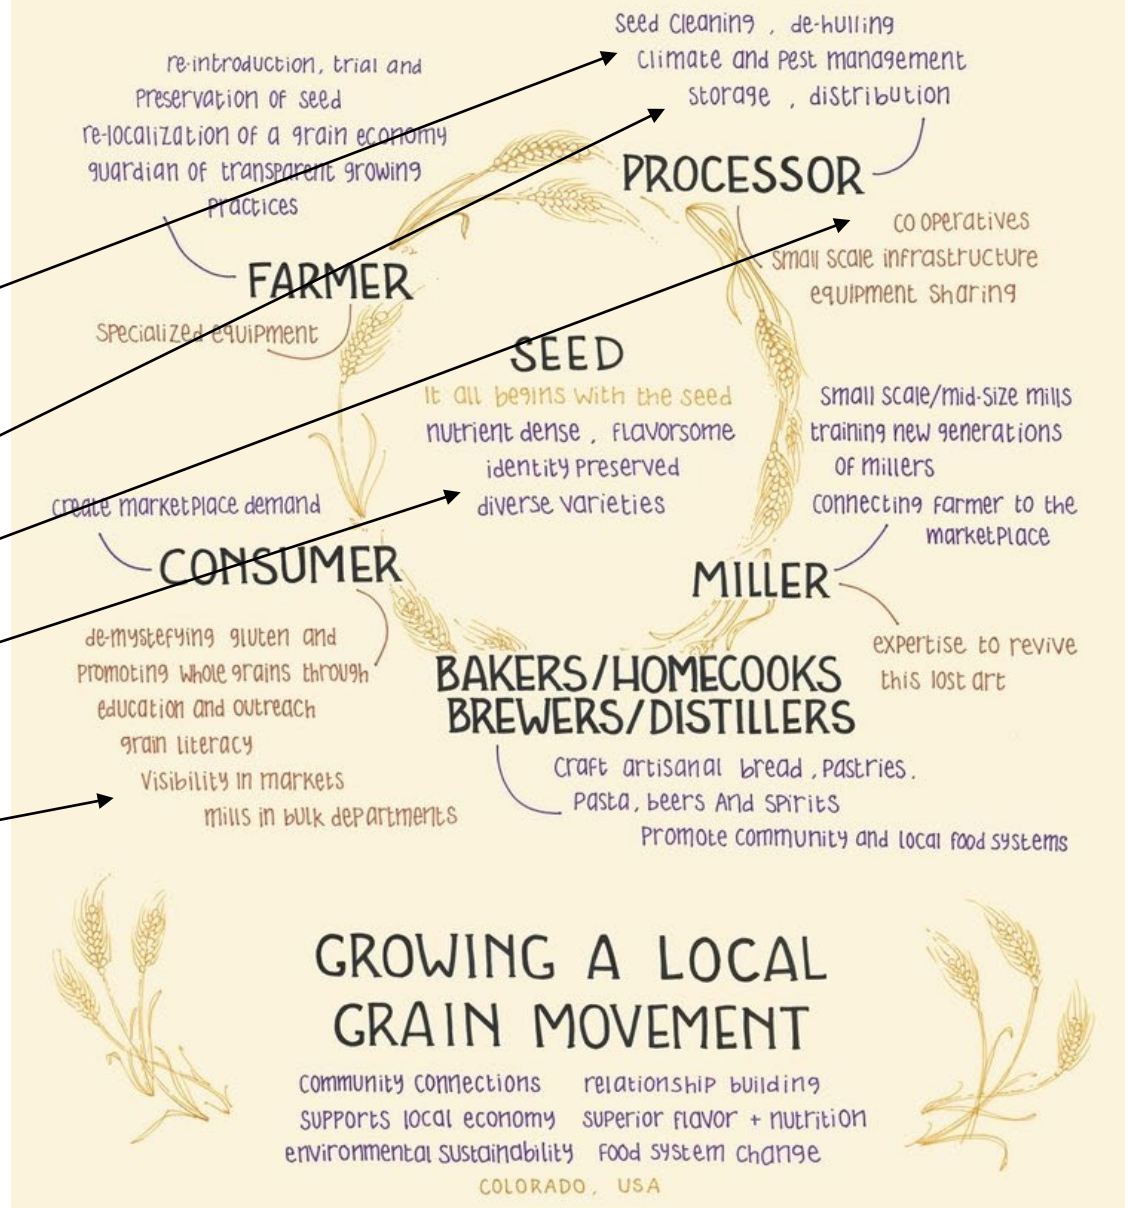 re-introduction, trial and
Preservation of seed
re-localization of a grain economy
guardian of transparent growing
practices
FARMER
specialized equipment
seed cleaning , de-hulling
climate and pest management
storage , distribution
PROCESSOR
cooperatives
small scale infrastructure
equipment sharing
SEED
It all begins with the seed
nutrient dense , flavorsome
identity preserved
diverse varieties
small scale/mid-size mills
training new generations
of millers
connecting farmer to the
marketplace
MILLER
expertise to revive
this lost art
create marketplace demand
CONSUMER
de-mystefying gluten and
promoting whole grains through
education and outreach
grain literacy
visibility in markets
mills in bulk departments
BAKERS/HOMECOOKS
BREWERS/DISTILLERS
craft artisanal bread , pastries .
pasta, beers And spirits
promote community and local food systems
GROWING A LOCAL
GRAIN MOVEMENT
community connections relationship building
supports local economy superior flavor + nutrition
environmental sustainability food system change
COLORADO, USA